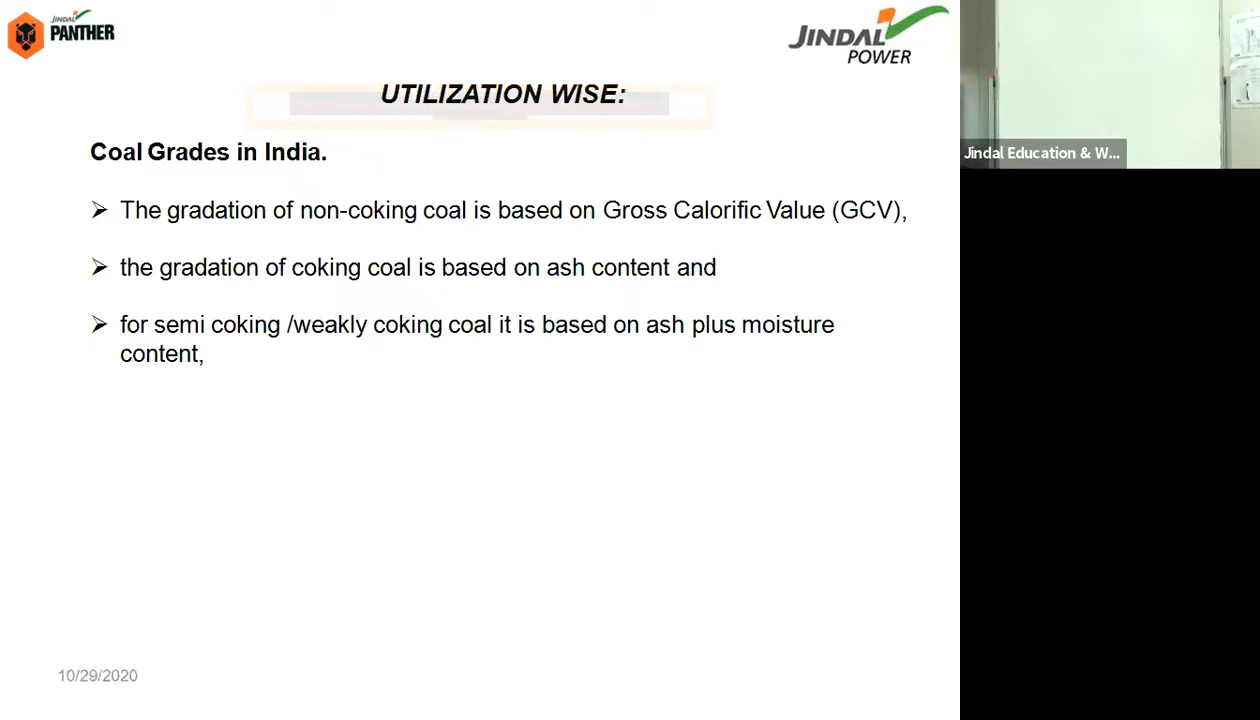 JINDAL
PANTHER
JINDAL
POWER
UTILIZATION WISE:
Coal Grades in India.
➢ The gradation of non-coking coal is based on Gross Calorific Value (GCV),
➢ the gradation of coking coal is based on ash content and
➢ for semi coking /weakly coking coal it is based on ash plus moisture
content,
Jindal Education & W...
10/29/2020